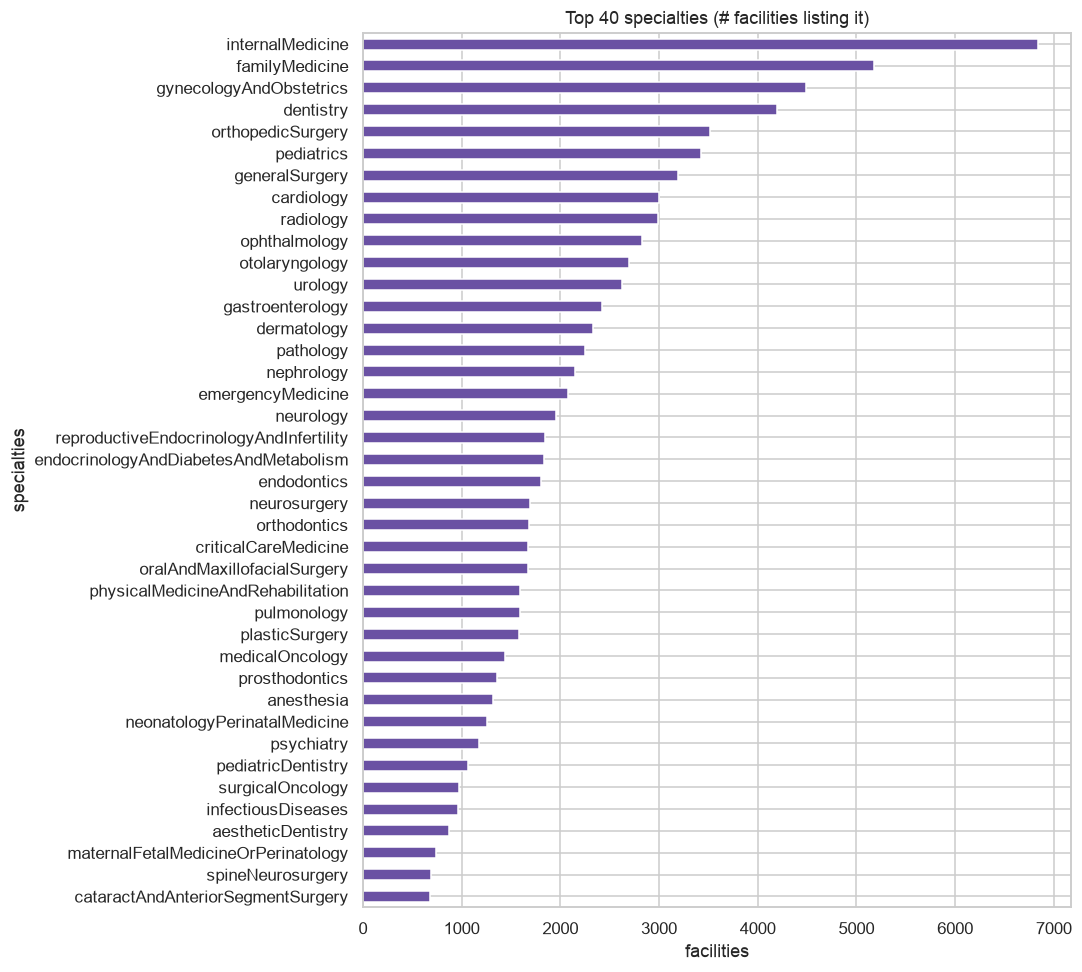 Top 40 specialties (# facilities listing it)
specialties
internalMedicine
familyMedicine
gynecologyAndObstetrics
dentistry
orthopedicSurgery
pediatrics
generalSurgery
cardiology
radiology
ophthalmology
otolaryngology
urology
gastroenterology
dermatology
pathology
nephrology
emergencyMedicine
neurology
reproductiveEndocrinologyAndInfertility
endocrinologyAndDiabetesAndMetabolism
endodontics
neurosurgery
orthodontics
criticalCareMedicine
oralAndMaxillofacialSurgery
physicalMedicineAndRehabilitation
pulmonology
plasticSurgery
medicalOncology
prosthodontics
anesthesia
neonatologyPerinatalMedicine
psychiatry
pediatricDentistry
surgicalOncology
infectiousDiseases
aestheticDentistry
maternalFetalMedicineOrPerinatology
spineNeurosurgery
cataractAndAnteriorSegmentSurgery
0 1000 2000 3000 4000 5000 6000 7000
facilities